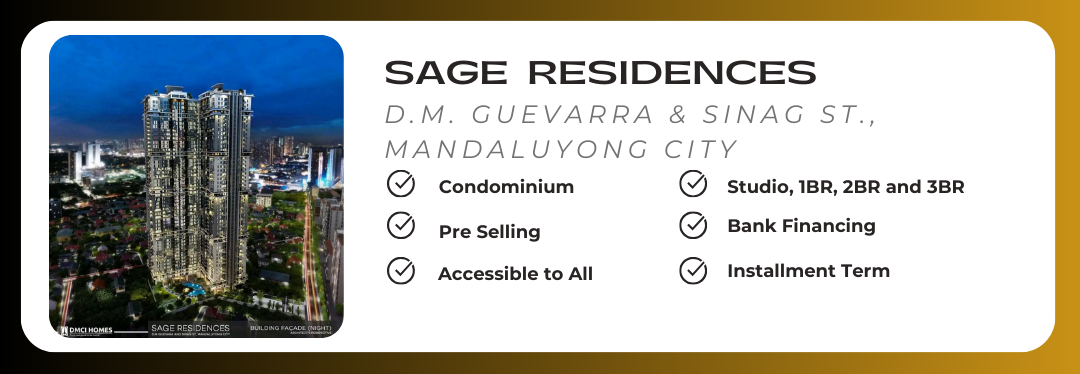 SAGE RESIDENCES
D.M. GUEVARRA & SINAG ST.,
MANDALUYONG CITY
Condominium
Studio, 1BR, 2BR and 3BR
Pre Selling
Bank Financing
Accessible to All
Installment Term
DMCI HOMES
SAGE RESIDENCES
BUILDING FAÇADE (NIGHT)